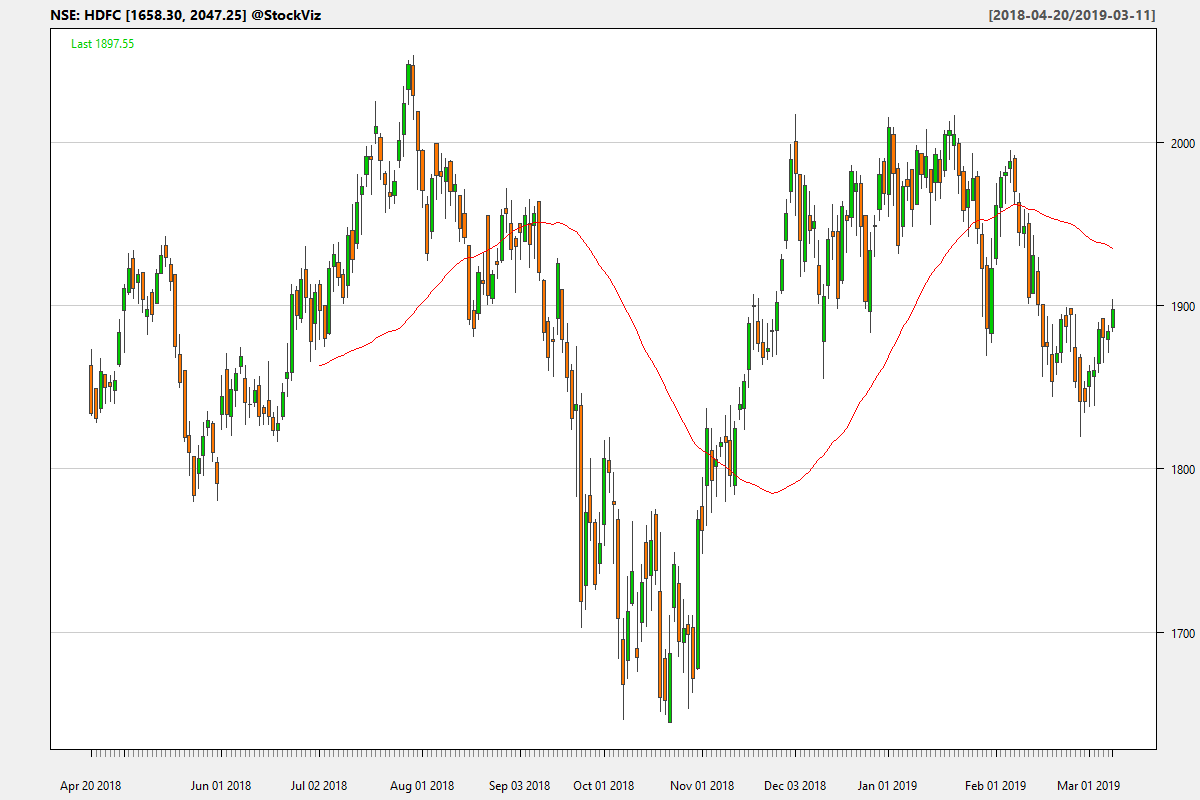 NSE: HDFC [1658.30, 2047.25] @StockViz [2018-04-20/2019-03-11]
Last 1897.55
2000
1900
1800
1700
Apr 20 2018 Jun 01 2018 Jul 02 2018 Aug 01 2018 Sep 03 2018 Oct 01 2018 Nov 01 2018 Dec 03 2018 Jan 01 2019 Feb 01 2019 Mar 01 2019